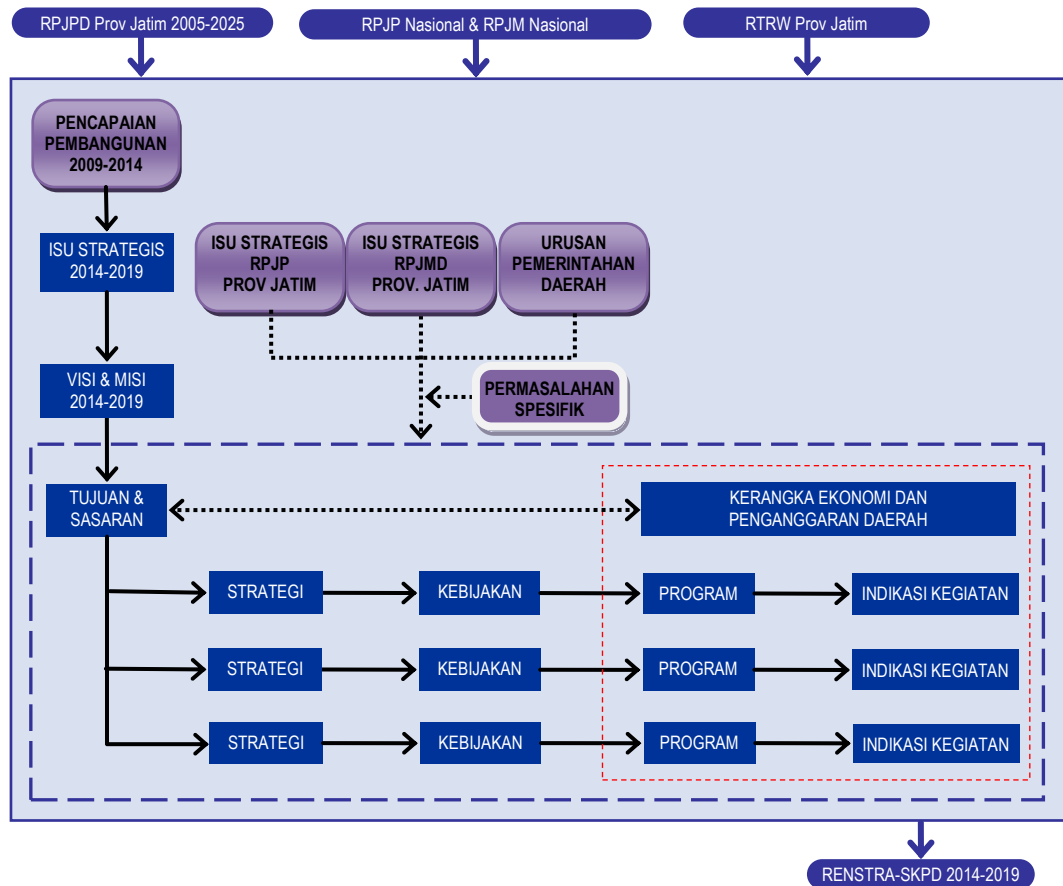 RPJPD Prov Jatim 2005-2025
RPJP Nasional & RPJM Nasional
RTRW Prov Jatim
PENCAPAIAN
PEMBANGUNAN
2009-2014
ISU STRATEGIS
2014-2019
ISU STRATEGIS
RPJP
PROV JATIM
ISU STRATEGIS
RPJMD
PROV. JATIM
URUSAN
PEMERINTAHAN
DAERAH
VISI & MISI
2014-2019
PERMASALAHAN
SPESIFIK
TUJUAN &
SASARAN
KERANGKA EKONOMI DAN
PENGANGGARAN DAERAH
STRATEGI
KEBIJAKAN
PROGRAM
INDIKASI KEGIATAN
STRATEGI
KEBIJAKAN
PROGRAM
INDIKASI KEGIATAN
STRATEGI
KEBIJAKAN
PROGRAM
INDIKASI KEGIATAN
RENSTRA-SKPD 2014-2019